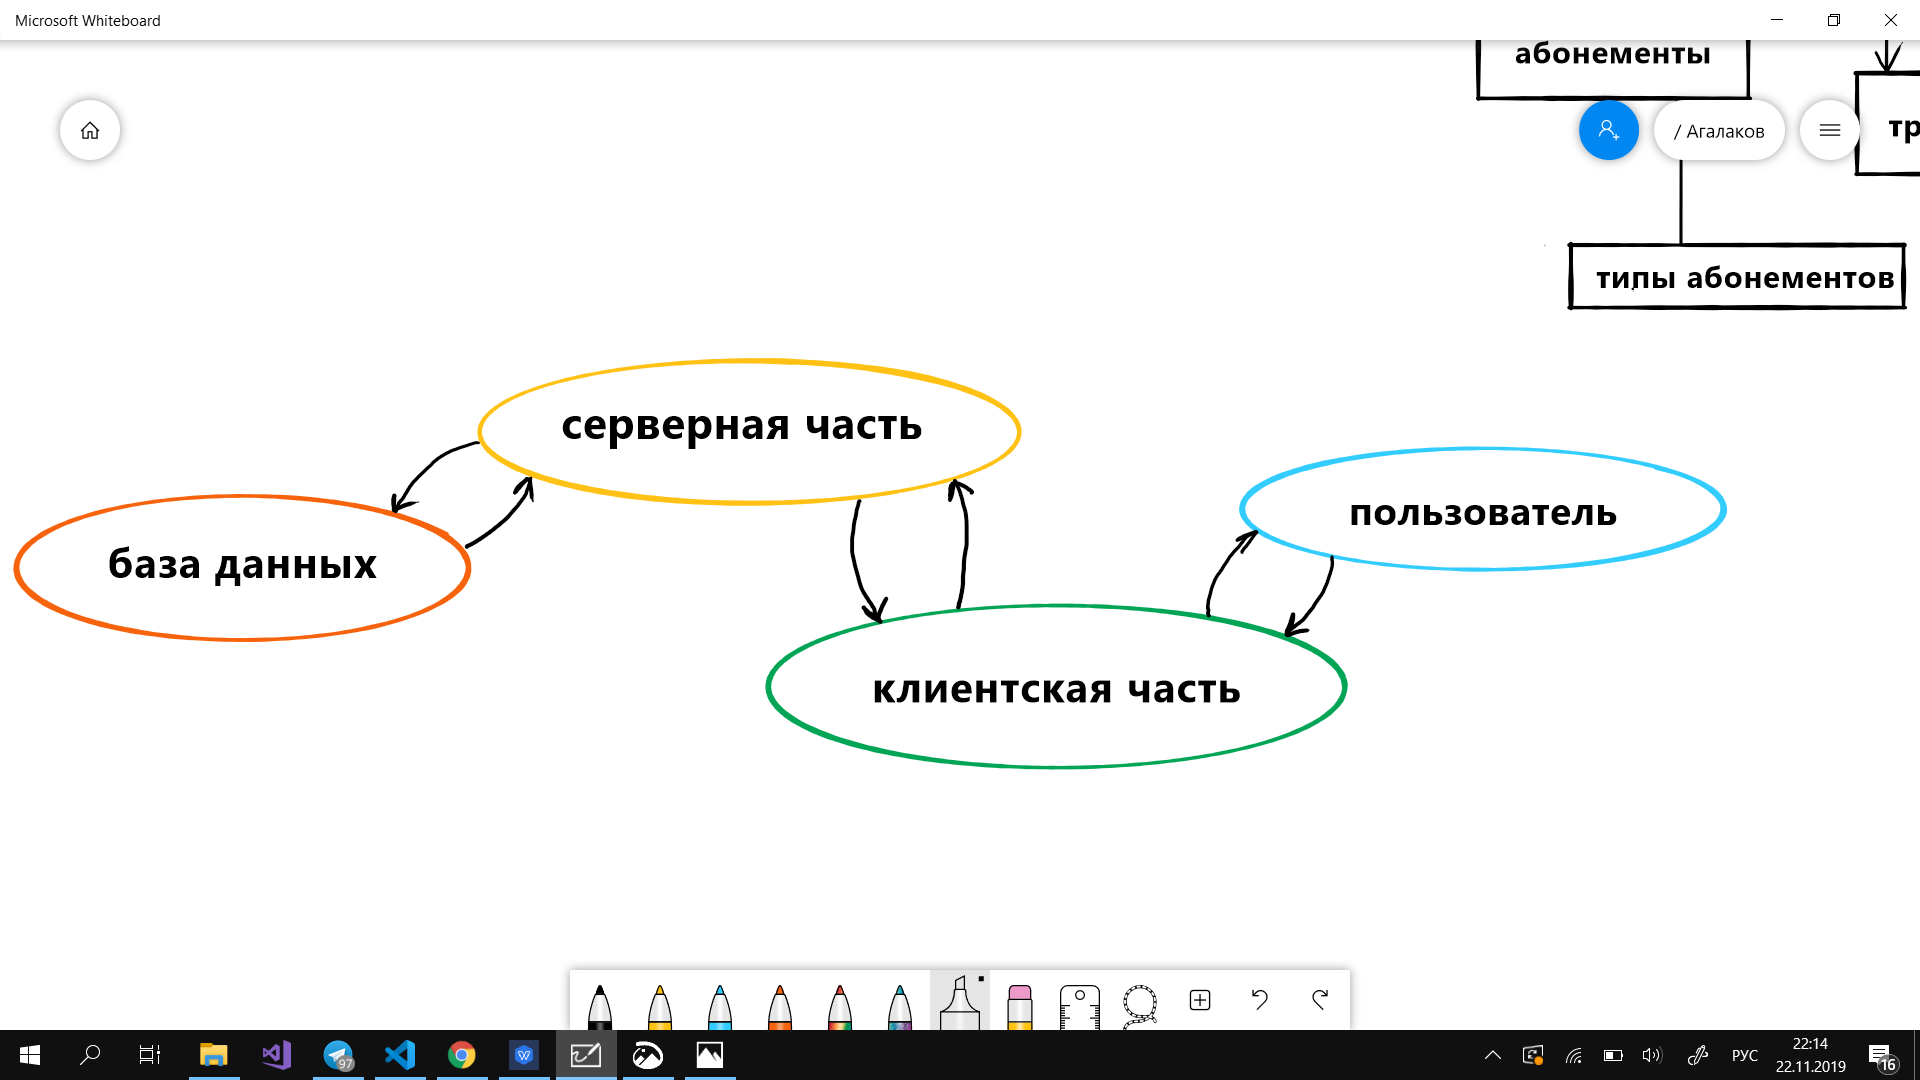 Microsoft Whiteboard
абонементы
/ Агалаков
тр
типы абонементов
серверная часть
пользователь
база данных
клиентская часть
97
РУС
22:14
22.11.2019
16